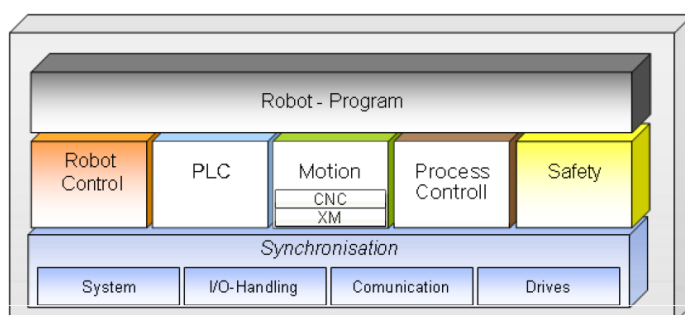 Robot - Program
Robot
Control
PLC
Motion
CNC
XM
Process
Controll
Safety
Synchronisation
System
I/O-Handling
Comunication
Drives